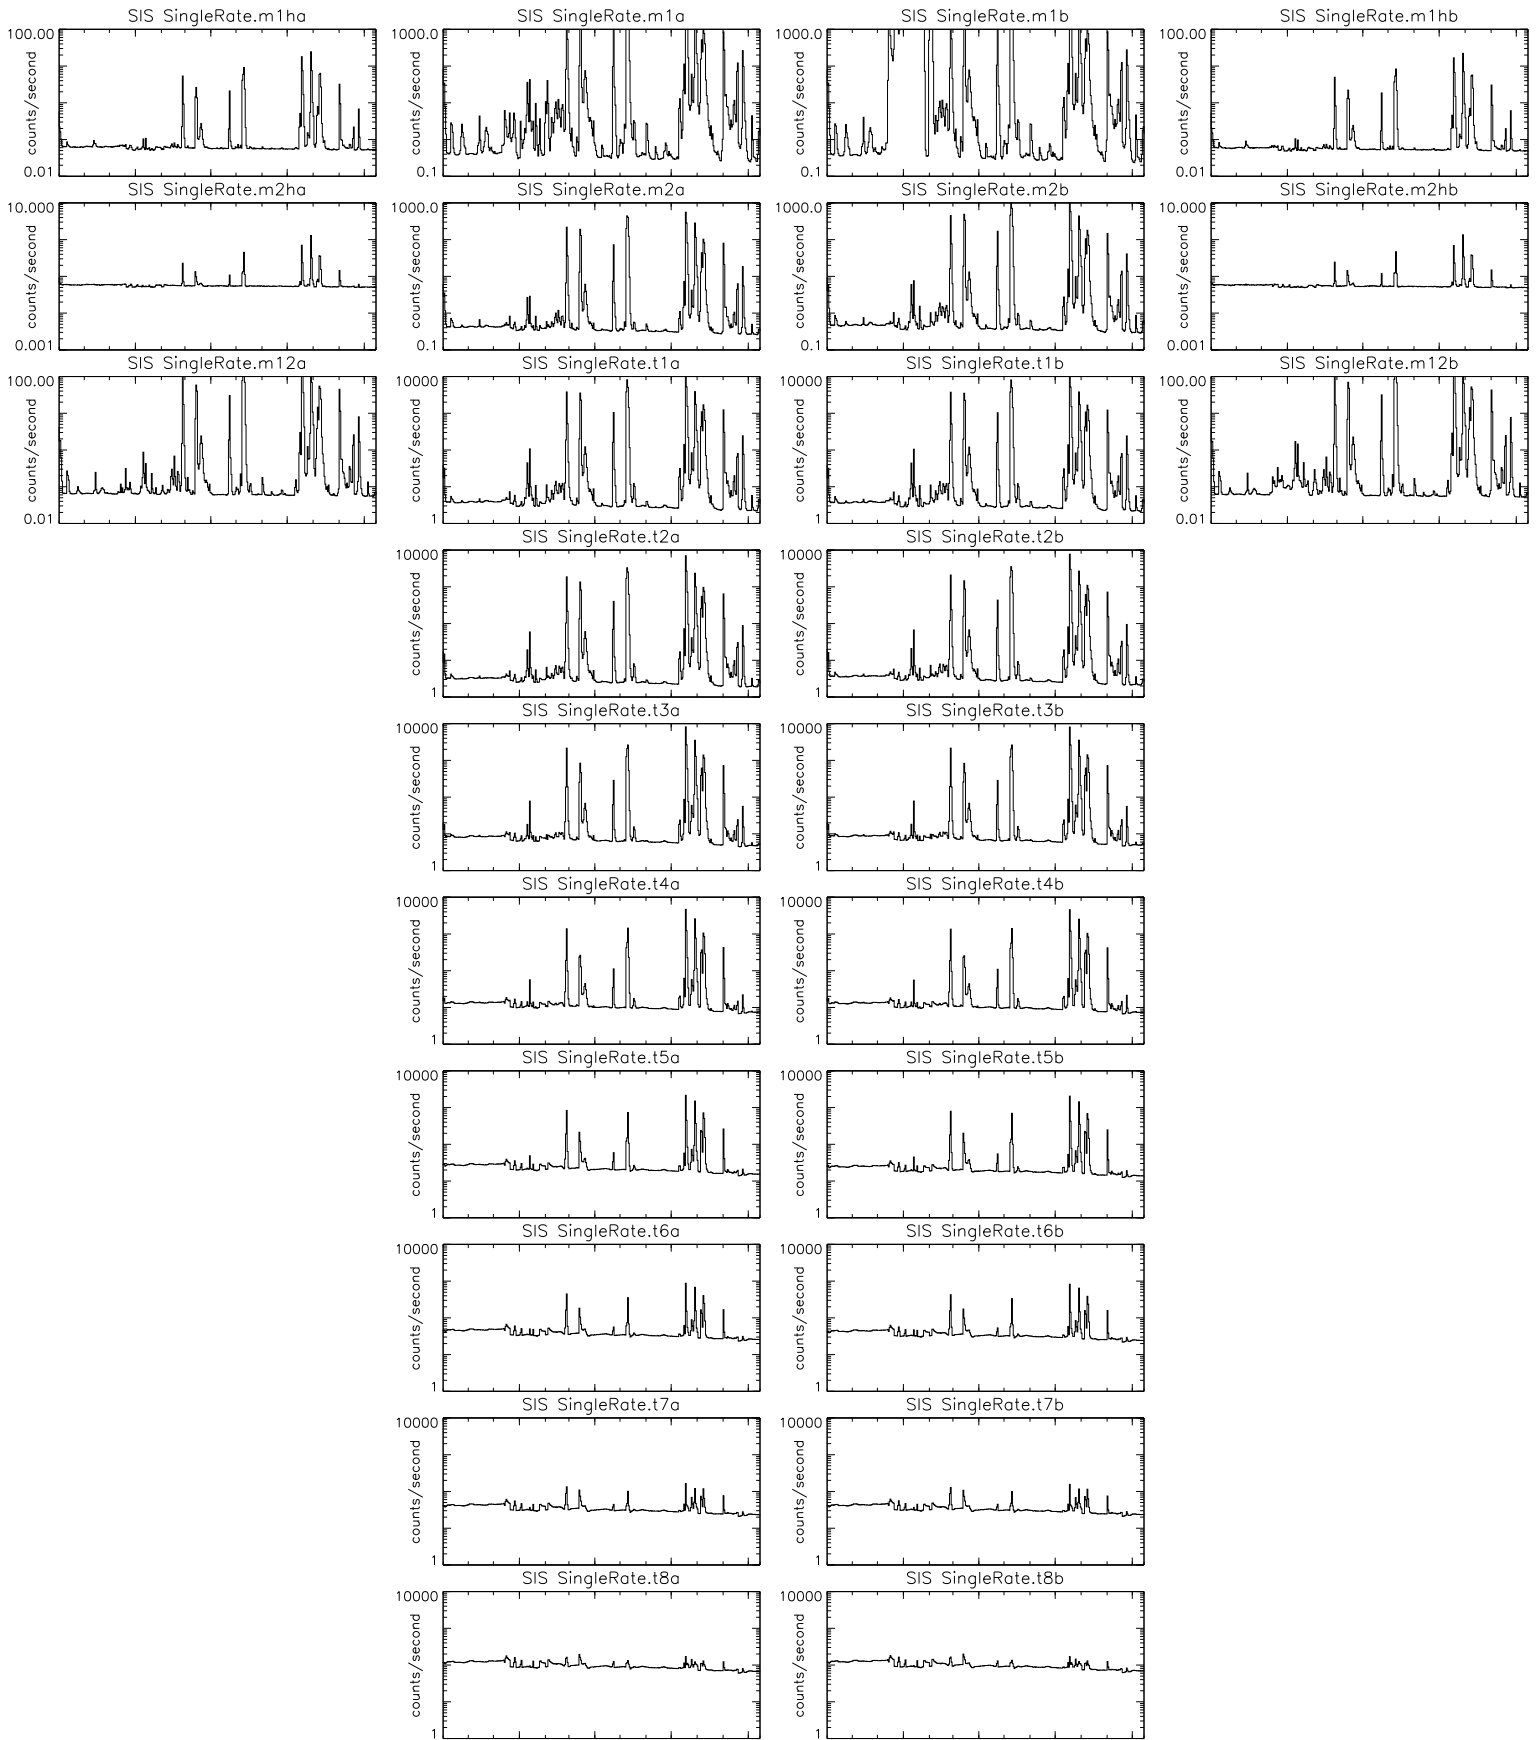 SIS SingleRate.m1ha
100.00
counts/second
0.01
SIS SingleRate.m1a
1000.0
counts/second
0.1
SIS SingleRate.m1b
1000.0
counts/second
0.1
SIS SingleRate.m1hb
100.00
counts/second
0.01
SIS SingleRate.m2ha
10.000
counts/second
0.001
SIS SingleRate.m2a
1000.0
counts/second
0.1
SIS SingleRate.m2b
1000.0
counts/second
0.1
SIS SingleRate.m2hb
10.000
counts/second
0.001
SIS SingleRate.m12a
100.00
counts/second
0.01
SIS SingleRate.t1a
10000
counts/second
1
SIS SingleRate.t1b
10000
counts/second
1
SIS SingleRate.m12b
100.00
counts/second
0.01
SIS SingleRate.t2a
10000
counts/second
1
SIS SingleRate.t2b
10000
counts/second
1
SIS SingleRate.t3a
10000
counts/second
1
SIS SingleRate.t3b
10000
counts/second
1
SIS SingleRate.t4a
10000
counts/second
1
SIS SingleRate.t4b
10000
counts/second
1
SIS SingleRate.t5a
10000
counts/second
1
SIS SingleRate.t5b
10000
counts/second
1
SIS SingleRate.t6a
10000
counts/second
1
SIS SingleRate.t6b
10000
counts/second
1
SIS SingleRate.t7a
10000
counts/second
1
SIS SingleRate.t7b
10000
counts/second
1
SIS SingleRate.t8a
10000
counts/second
1
SIS SingleRate.t8b
10000
counts/second
1